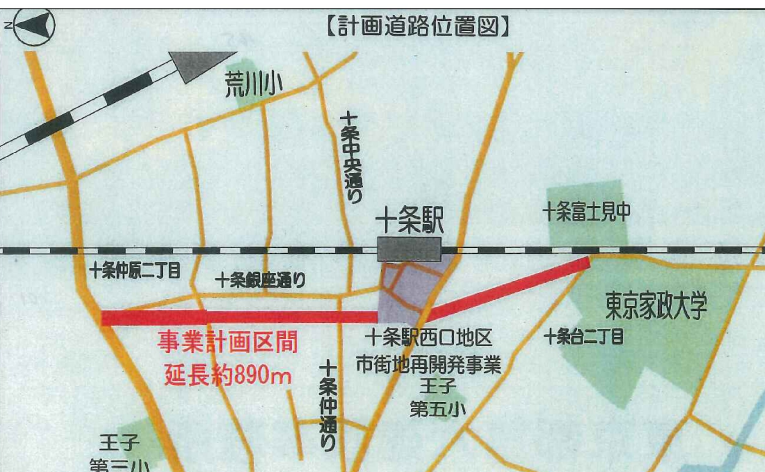 N
【計画道路位置図】
荒川小
十条中央通り
十条駅
十条富士見中
十条仲原二丁目
十条銀座通り
東京家政大学
事業計画区間
延長約890m
十条駅西口地区
市街地再開発事業
十条台二丁目
十条仲通り
王子
第五小
王子
第三小